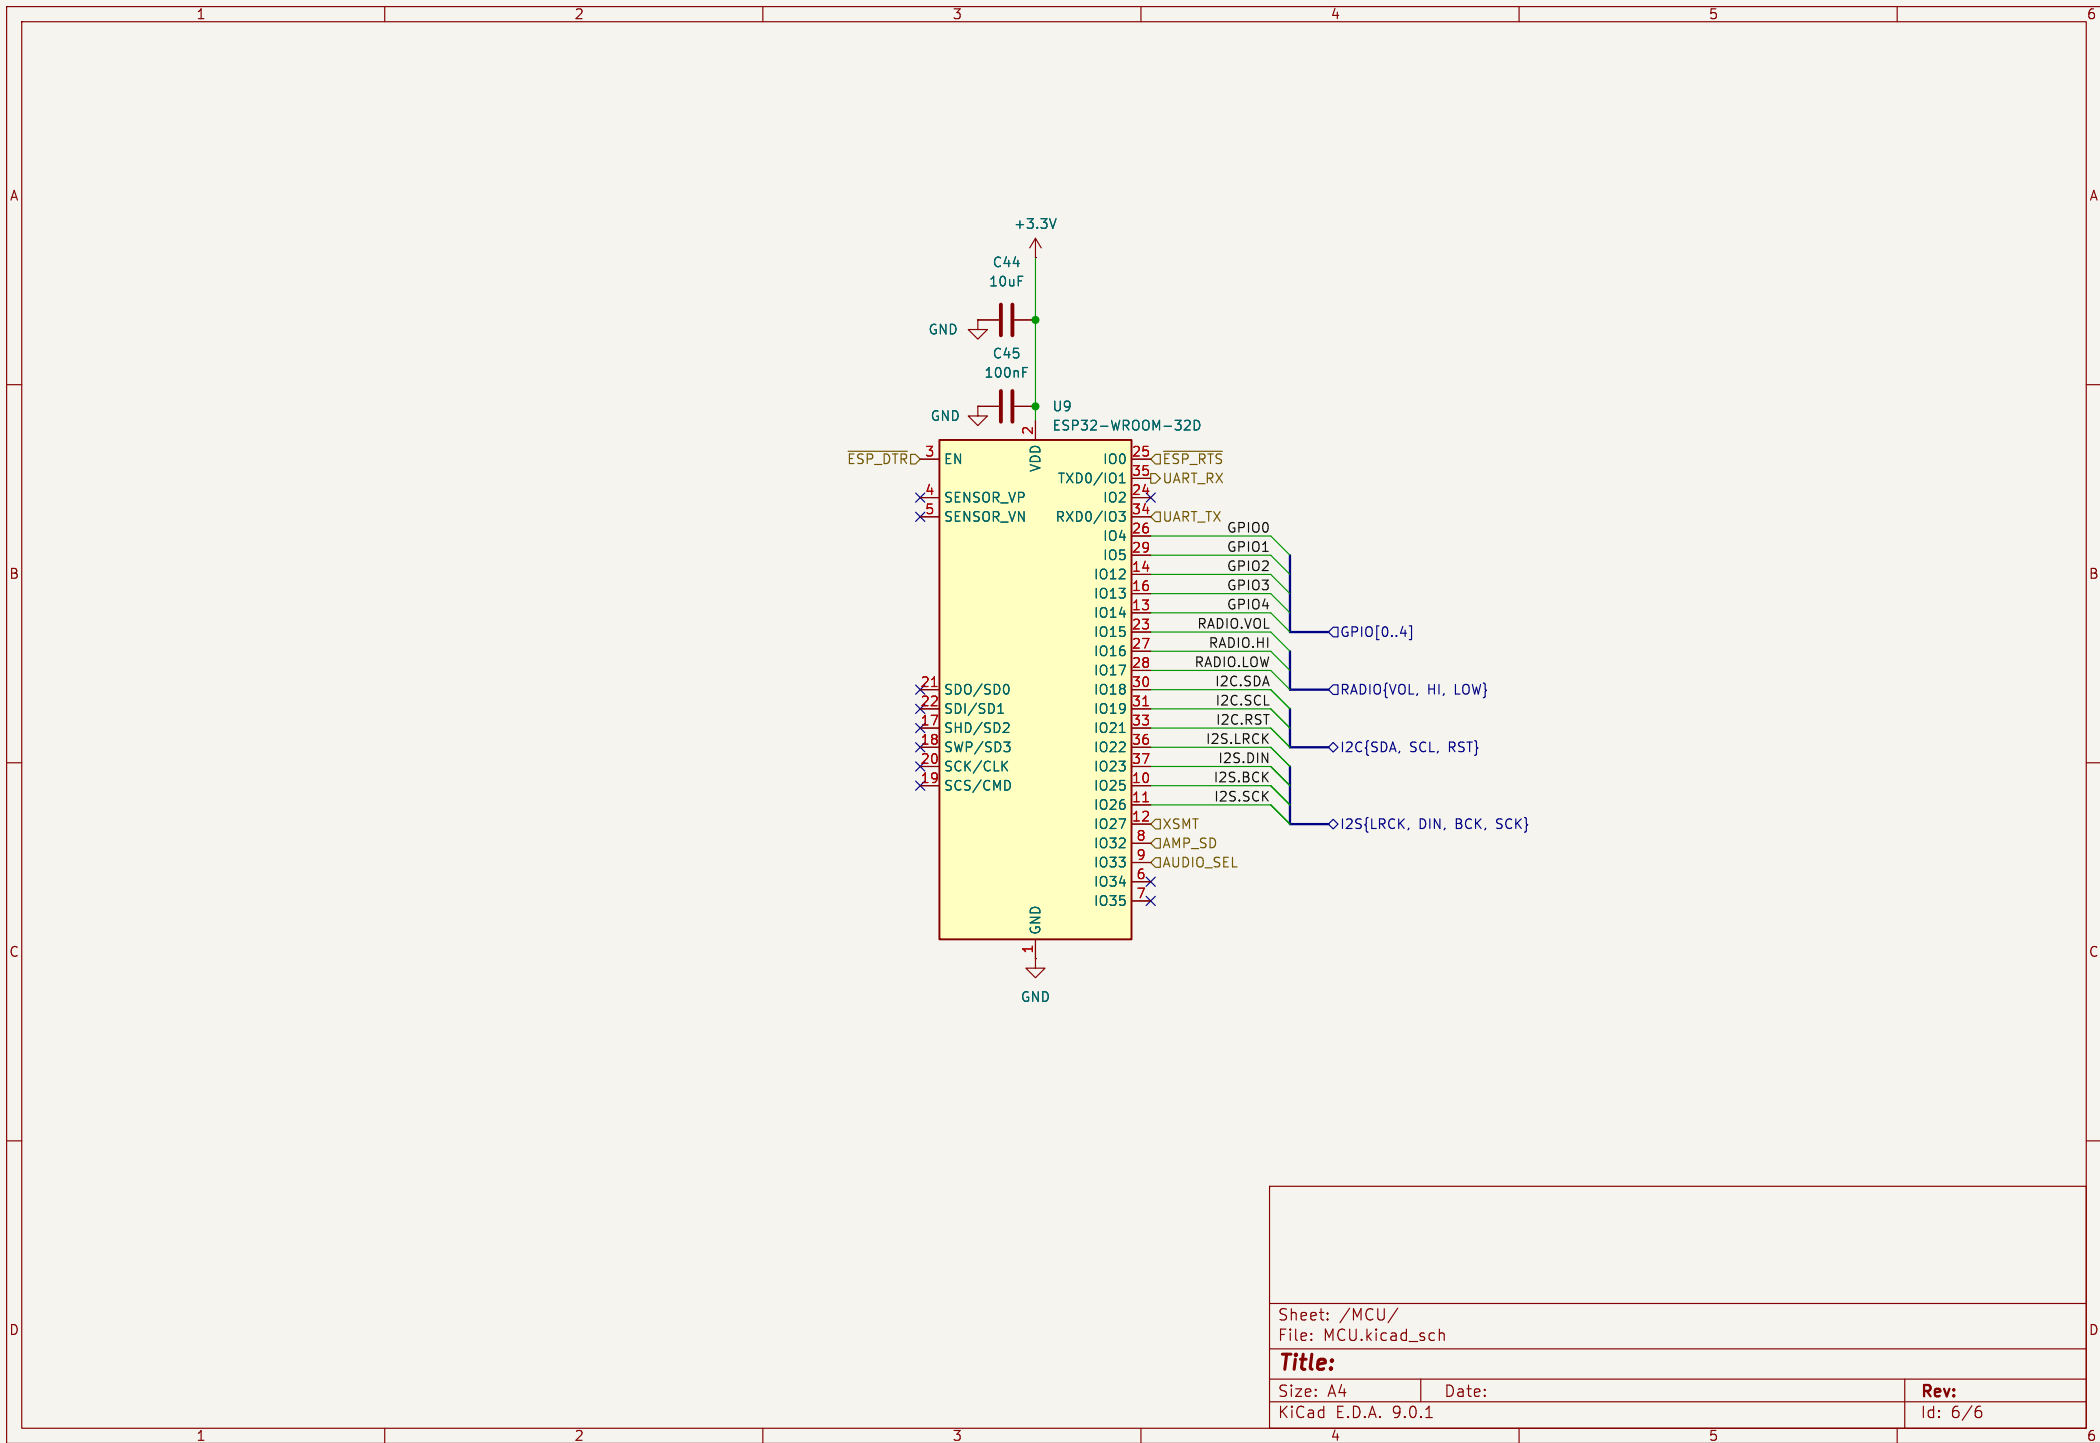 1 2 3 4 5 6
A A
+3.3V
C44
10uF
GND
C45
100nF
GND
U9
ESP32-WROOM-32D
2
VDD
ESP_DTR 3 EN
IO0 25 ESP_RTS
TXD0/IO1 35 UART_RX
4 SENSOR_VP
IO2 24
5 SENSOR_VN
RXD0/IO3 34 UART_TX
IO4 26 GPIO0
IO5 29 GPIO1
B B
IO12 14 GPIO2
IO13 16 GPIO3
IO14 13 GPIO4
IO15 23 RADIO.VOL
GPIO[0..4]
IO16 27 RADIO.HI
IO17 28 RADIO.LOW
21 SDO/SD0
IO18 30 I2C.SDA
RADIO{VOL, HI, LOW}
22 SDI/SD1
IO19 31 I2C.SCL
17 SHD/SD2
IO21 33 I2C.RST
18 SWP/SD3
IO22 36 I2S.LRCK
I2C{SDA, SCL, RST}
20 SCK/CLK
IO23 37 I2S.DIN
19 SCS/CMD
IO25 10 I2S.BCK
IO26 11 I2S.SCK
IO27 12 XSMT
I2S{LRCK, DIN, BCK, SCK}
IO32 8 AMP_SD
IO33 9 AUDIO_SEL
IO34 6
IO35 7
GND
1
GND
C C
D D
Sheet: /MCU/
File: MCU.kicad_sch
Title:
Size: A4 Date: Rev:
KiCad E.D.A. 9.0.1 Id: 6/6
1 2 3 4 5 6